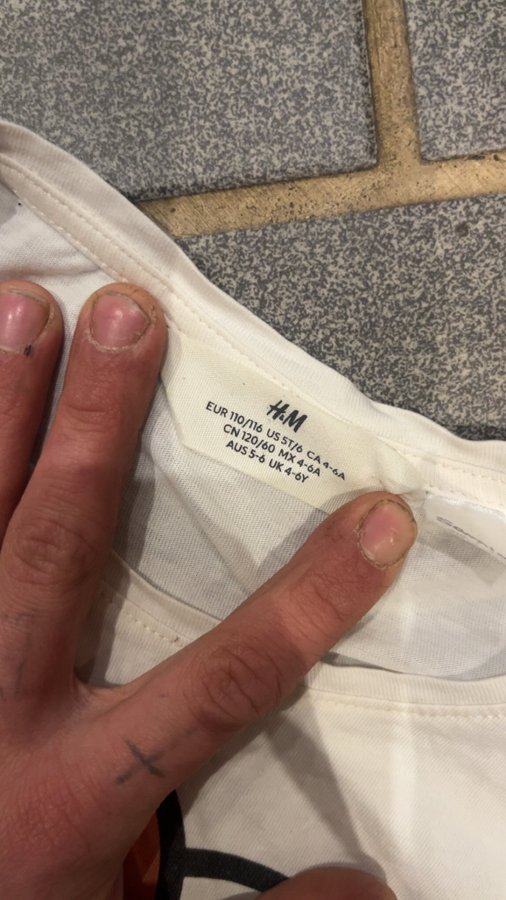 H&M
EUR 110/116 US 5T/6 CA 4-6A
CN 120/60 MX 4-6A
AUS 5-6 UK 4-6Y